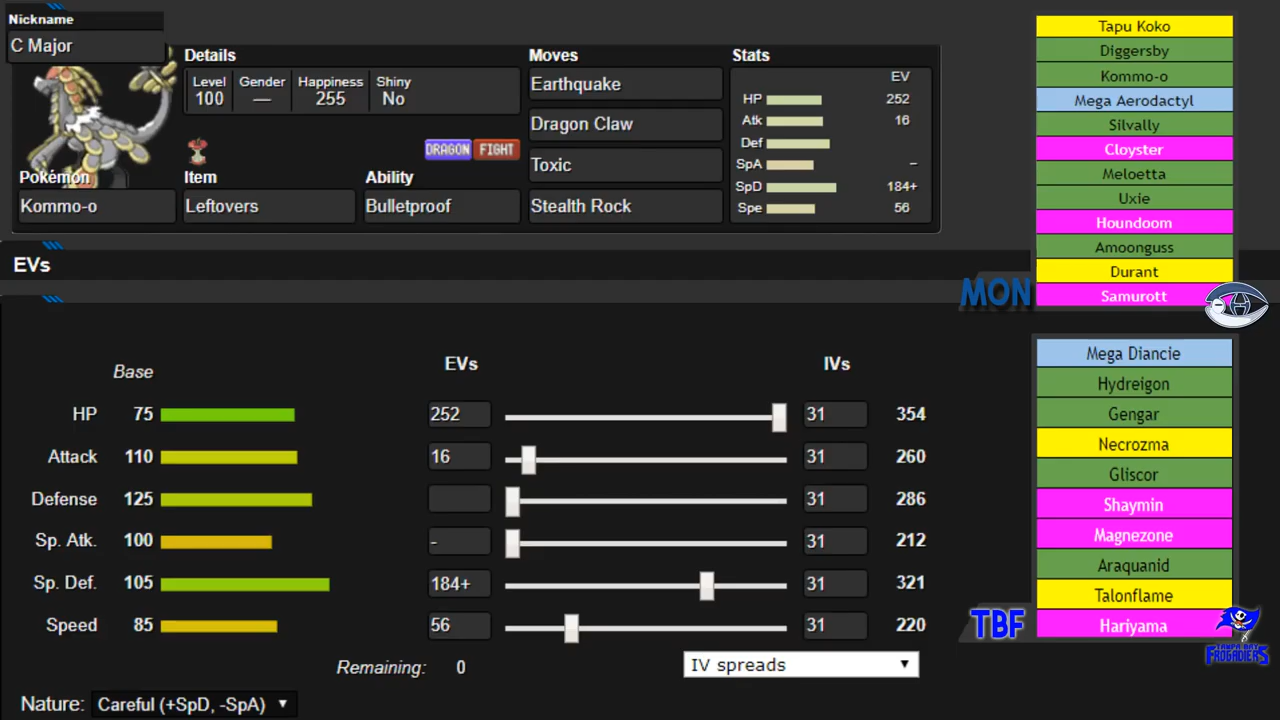 Nickname
C Major
Details
Level Gender Happiness Shiny
100 — 255 No
DRAGON FIGHT
Pokémon Item Ability
Kommo-o Leftovers Bulletproof
Moves
Earthquake
Dragon Claw
Toxic
Stealth Rock
Stats
EV
HP 252
Atk 16
Def
SpA –
SpD 184+
Spe 56
EVs
Base EVs IVs
HP 75 252 31 354
Attack 110 16 31 260
Defense 125 31 286
Sp. Atk. 100 - 31 212
Sp. Def. 105 184+ 31 321
Speed 85 56 31 220
Remaining: 0
IV spreads
Nature: Careful (+SpD, -SpA)
Tapu Koko
Diggersby
Kommo-o
Mega Aerodactyl
Silvally
Cloyster
Meloetta
Uxie
Houndoom
Amoonguss
Durant
Samurott
MON
Mega Diancie
Hydreigon
Gengar
Necrozma
Gliscor
Shaymin
Magnezone
Araquanid
Talonflame
Hariyama
TBF
TAMPA BAY
FROGADIERS